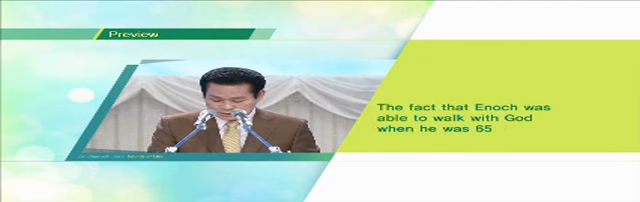 Preview
The fact that Enoch was
able to walk with God
when he was 65